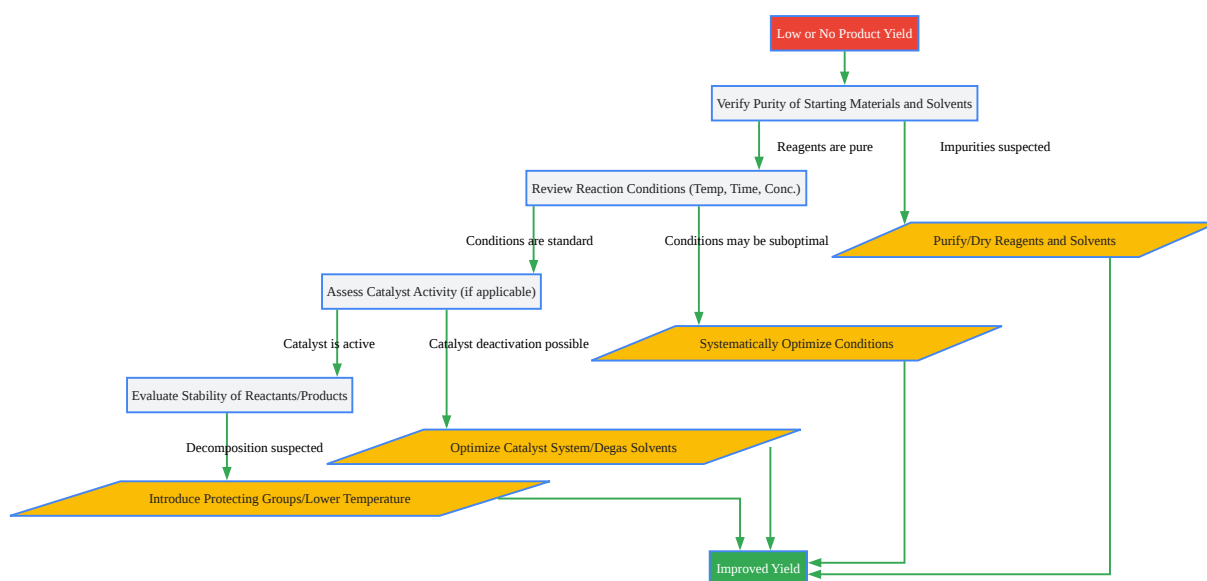 Low or No Product Yield
Verify Purity of Starting Materials and Solvents
Reagents are pure
Impurities suspected
Review Reaction Conditions (Temp, Time, Conc.)
Conditions are standard
Conditions may be suboptimal
Purify/Dry Reagents and Solvents
Assess Catalyst Activity (if applicable)
Catalyst is active
Catalyst deactivation possible
Systematically Optimize Conditions
Evaluate Stability of Reactants/Products
Decomposition suspected
Optimize Catalyst System/Degas Solvents
Introduce Protecting Groups/Lower Temperature
Improved Yield